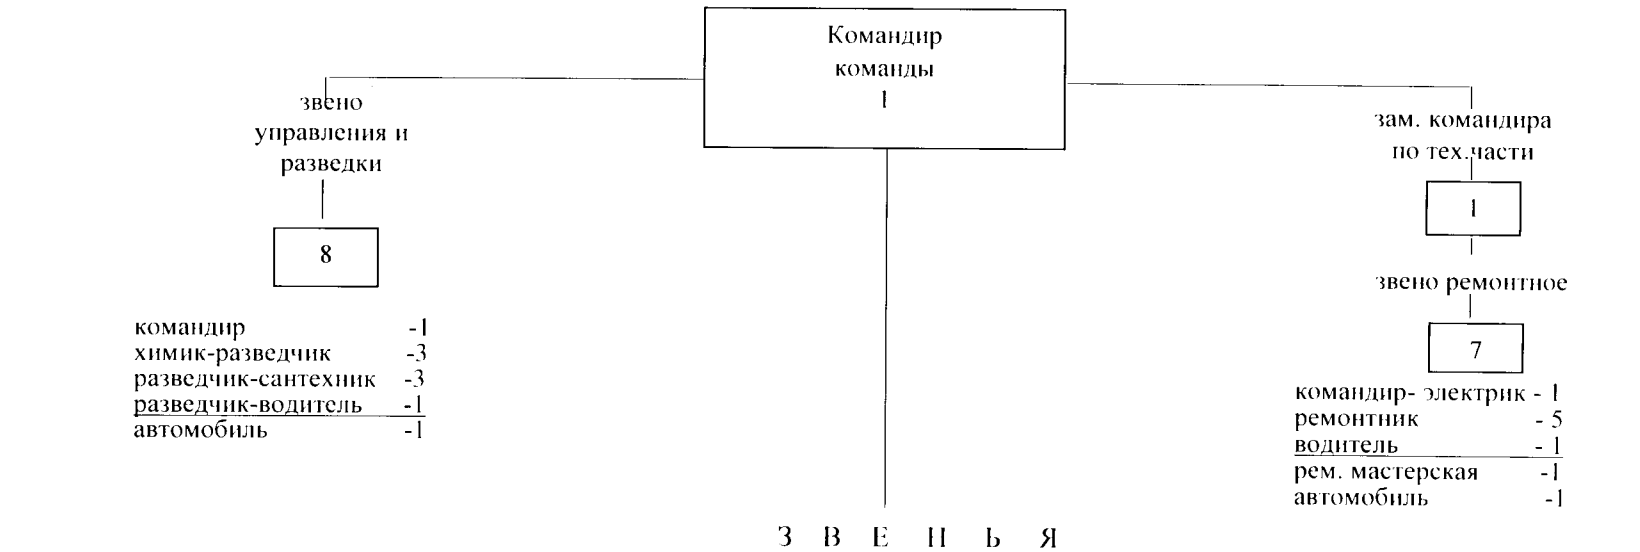 Командир
команды
1
звено
управления и
разведки
8
командир -1
химик-разведчик -3
разведчик-сантехник -3
разведчик-водитель -1
автомобиль -1
зам. командира
по тех.части
1
звено ремонтное
7
командир- электрик - 1
ремонтник - 5
водитель - 1
рем. мастерская -1
автомобиль -1
З В Е Н Ь Я